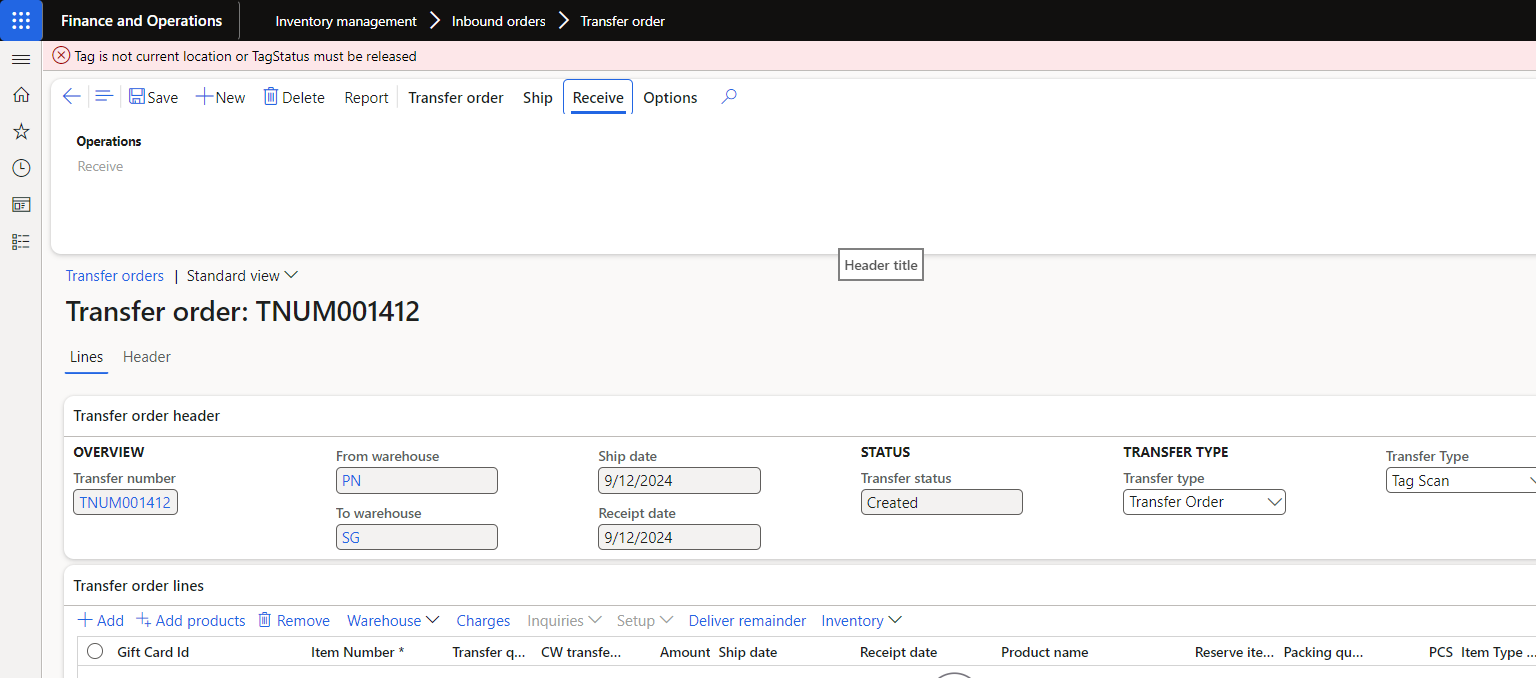 Finance and Operations
Inventory management > Inbound orders > Transfer order
Tag is not current location or TagStatus must be released
Save New Delete Report Transfer order Ship Receive Options
Operations
Receive
Header title
Transfer orders | Standard view
Transfer order: TNUM001412
Lines Header
Transfer order header
OVERVIEW
Transfer number
TNUM001412
From warehouse
PN
To warehouse
SG
Ship date
9/12/2024
Receipt date
9/12/2024
STATUS
Transfer status
Created
TRANSFER TYPE
Transfer type
Transfer Order
Transfer Type
Tag Scan
Transfer order lines
Add Add products Remove Warehouse Charges Inquiries Setup Deliver remainder Inventory
Gift Card Id Item Number * Transfer q... CW transfe... Amount Ship date Receipt date Product name Reserve ite... Packing qu... PCS Item Type ...